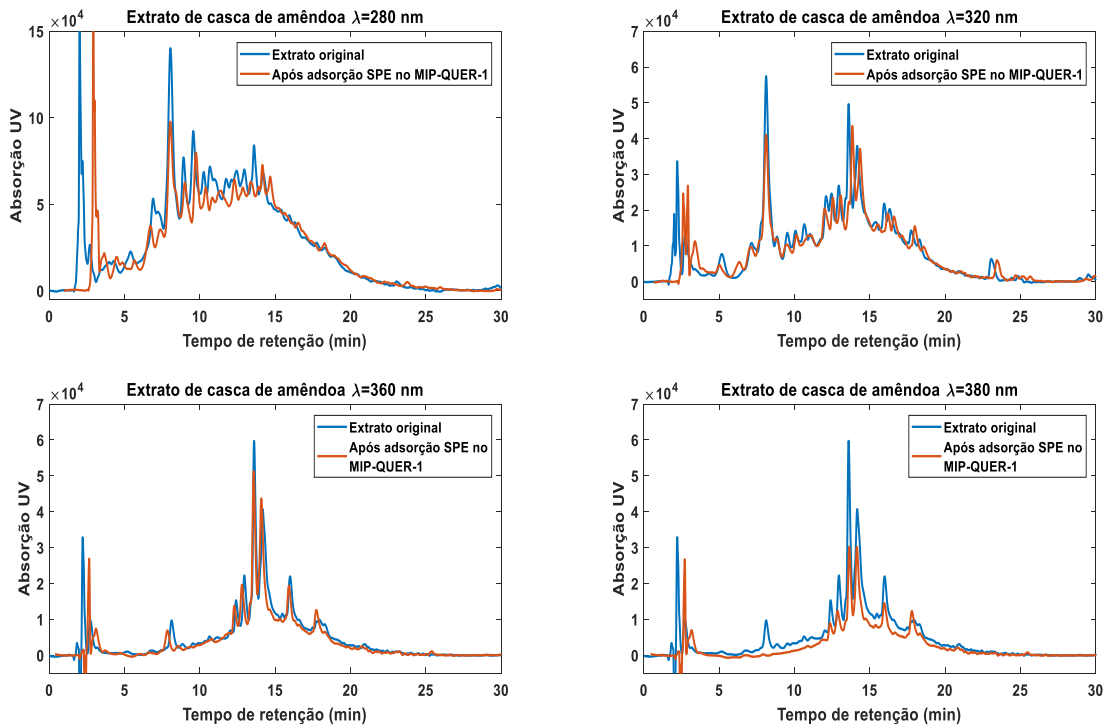 Extrato de casca de amêndoa λ=280 nm
×10⁴
15
10
5
0
Absorção UV
Extrato original
Após adsorção SPE no MIP-QUER-1
0 5 10 15 20 25 30
Tempo de retenção (min)
Extrato de casca de amêndoa λ=320 nm
×10⁴
7
6
5
4
3
2
1
0
Absorção UV
Extrato original
Após adsorção SPE no MIP-QUER-1
0 5 10 15 20 25 30
Tempo de retenção (min)
Extrato de casca de amêndoa λ=360 nm
×10⁴
7
6
5
4
3
2
1
0
Absorção UV
Extrato original
Após adsorção SPE no
MIP-QUER-1
0 5 10 15 20 25 30
Tempo de retenção (min)
Extrato de casca de amêndoa λ=380 nm
×10⁴
7
6
5
4
3
2
1
0
Absorção UV
Extrato original
Após adsorção SPE no
MIP-QUER-1
0 5 10 15 20 25 30
Tempo de retenção (min)